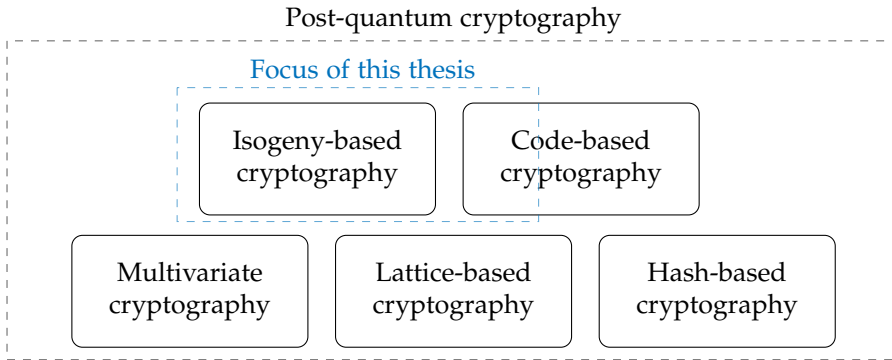 Post-quantum cryptography
Focus of this thesis
Isogeny-based
cryptography
Code-based
cryptography
Multivariate
cryptography
Lattice-based
cryptography
Hash-based
cryptography